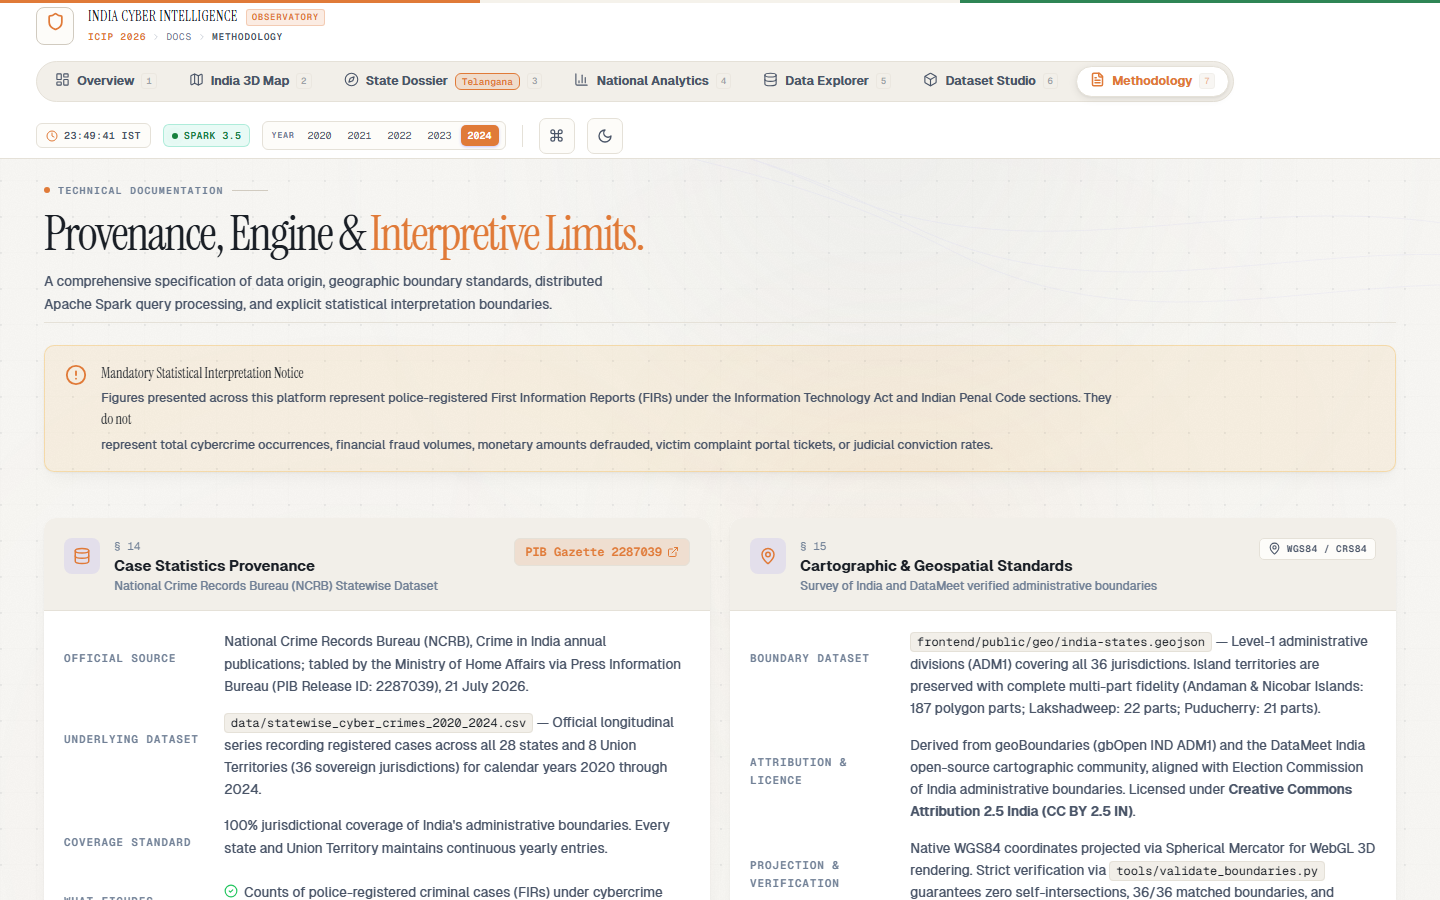 INDIA CYBER INTELLIGENCE OBSERVATORY
ICIP 2026 › DOCS › METHODOLOGY
Overview 1 India 3D Map 2 State Dossier Telangana 3 National Analytics 4 Data Explorer 5 Dataset Studio 6 Methodology 7
23:49:41 IST SPARK 3.5 YEAR 2020 2021 2022 2023 2024 ⌘
TECHNICAL DOCUMENTATION
Provenance, Engine & Interpretive Limits.
A comprehensive specification of data origin, geographic boundary standards, distributed
Apache Spark query processing, and explicit statistical interpretation boundaries.
Mandatory Statistical Interpretation Notice
Figures presented across this platform represent police-registered First Information Reports (FIRs) under the Information Technology Act and Indian Penal Code sections. They
do not
represent total cybercrime occurrences, financial fraud volumes, monetary amounts defrauded, victim complaint portal tickets, or judicial conviction rates.
§ 14
Case Statistics Provenance
National Crime Records Bureau (NCRB) Statewise Dataset
PIB Gazette 2287039
OFFICIAL SOURCE
National Crime Records Bureau (NCRB), Crime in India annual
publications; tabled by the Ministry of Home Affairs via Press Information
Bureau (PIB Release ID: 2287039), 21 July 2026.
UNDERLYING DATASET
data/statewise_cyber_crimes_2020_2024.csv — Official longitudinal
series recording registered cases across all 28 states and 8 Union
Territories (36 sovereign jurisdictions) for calendar years 2020 through
2024.
COVERAGE STANDARD
100% jurisdictional coverage of India's administrative boundaries. Every
state and Union Territory maintains continuous yearly entries.
WHAT FIGURES
Counts of police-registered criminal cases (FIRs) under cybercrime
§ 15
Cartographic & Geospatial Standards
Survey of India and DataMeet verified administrative boundaries
WGS84 / CRS84
BOUNDARY DATASET
frontend/public/geo/india-states.geojson — Level-1 administrative
divisions (ADM1) covering all 36 jurisdictions. Island territories are
preserved with complete multi-part fidelity (Andaman & Nicobar Islands:
187 polygon parts; Lakshadweep: 22 parts; Puducherry: 21 parts).
ATTRIBUTION &
LICENCE
Derived from geoBoundaries (gbOpen IND ADM1) and the DataMeet India
open-source cartographic community, aligned with Election Commission
of India administrative boundaries. Licensed under Creative Commons
Attribution 2.5 India (CC BY 2.5 IN).
PROJECTION &
VERIFICATION
Native WGS84 coordinates projected via Spherical Mercator for WebGL 3D
rendering. Strict verification via tools/validate_boundaries.py
guarantees zero self-intersections, 36/36 matched boundaries, and